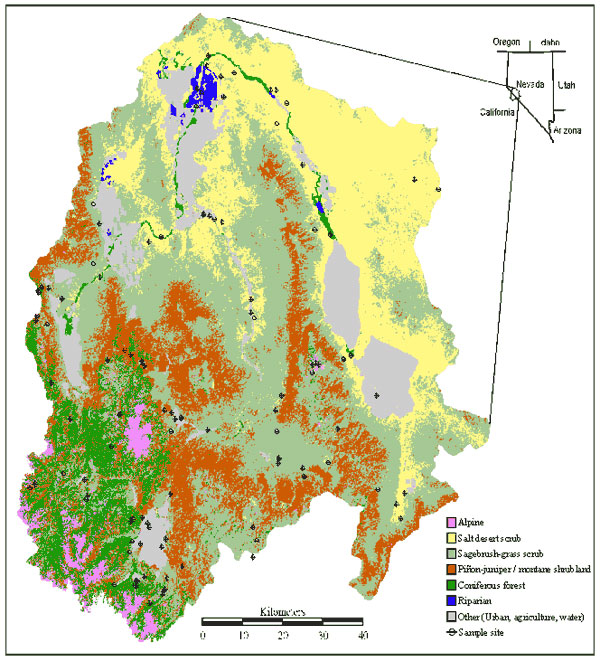 Oregon Idaho
Nevada
Utah
California
Arizona
Alpine
Salt desert scrub
Sagebrush-grass scrub
Piñon-juniper / montane shrubland
Coniferous forest
Riparian
Other (Urban, agriculture, water)
Sample site
Kilometers
0 10 20 30 40